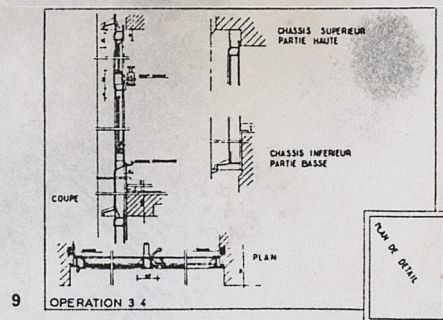 CHASSIS SUPERIEUR
PARTIE HAUTE
CHASSIS INFERIEUR
PARTIE BASSE
COUPE
PLAN
PLAN DE DETAIL
9
OPERATION 3 4